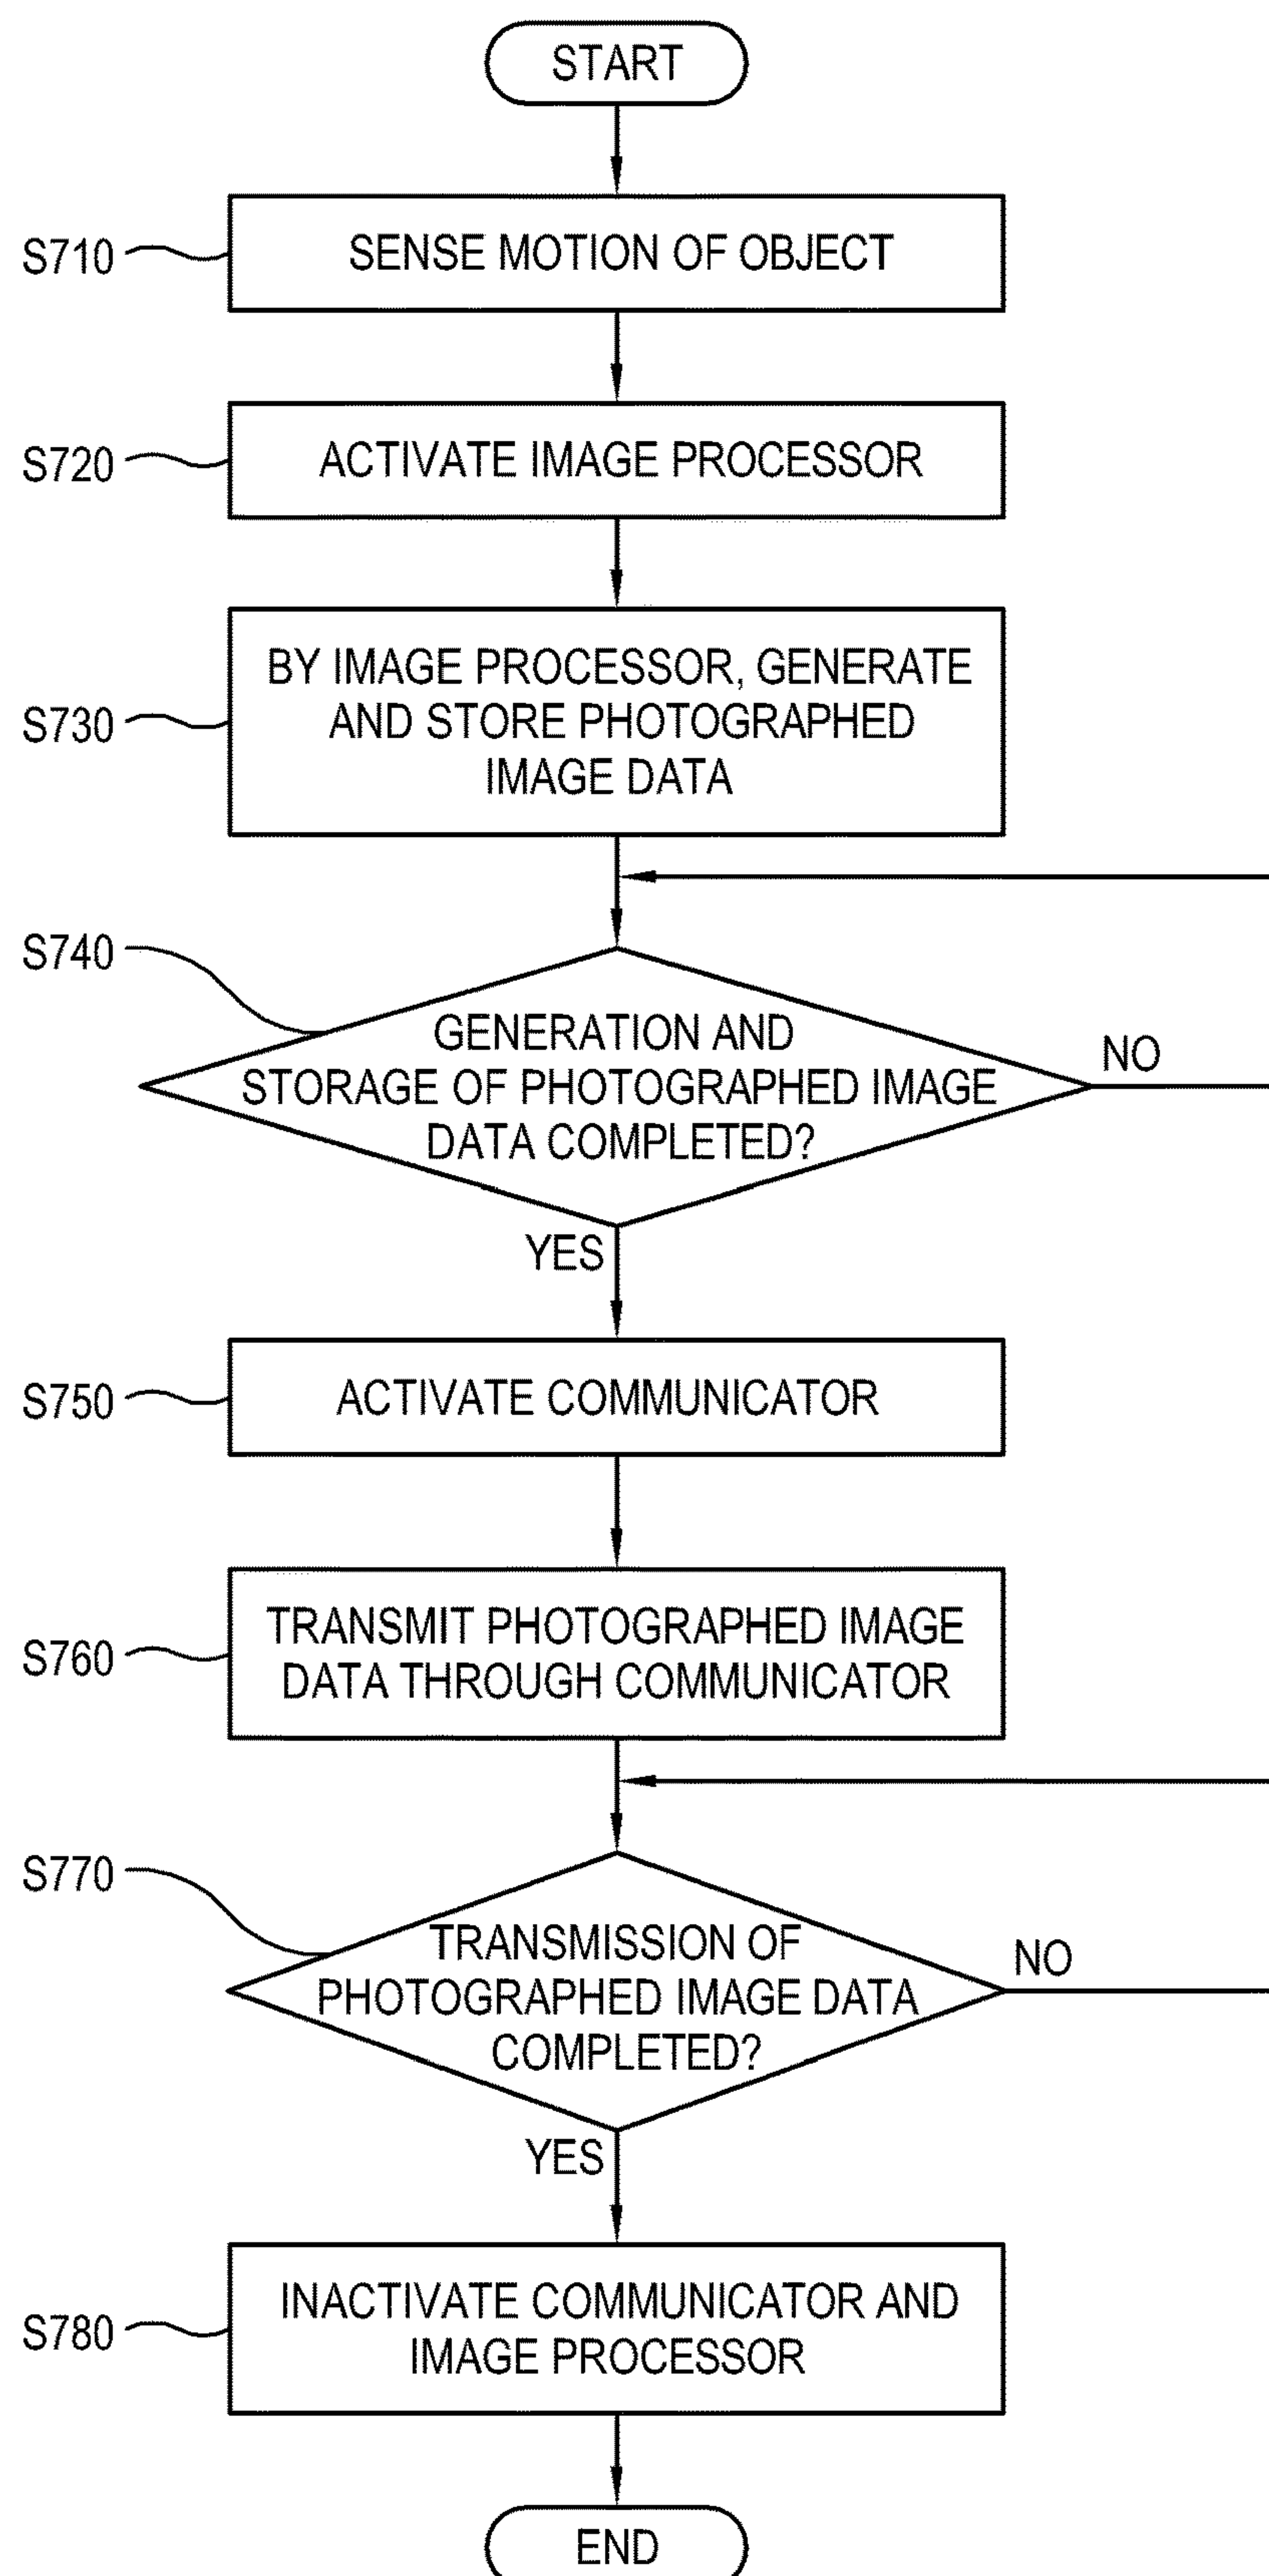 START
S710
SENSE MOTION OF OBJECT
S720
ACTIVATE IMAGE PROCESSOR
S730
BY IMAGE PROCESSOR, GENERATE
AND STORE PHOTOGRAPHED
IMAGE DATA
S740
GENERATION AND
STORAGE OF PHOTOGRAPHED IMAGE
DATA COMPLETED?
NO
YES
S750
ACTIVATE COMMUNICATOR
S760
TRANSMIT PHOTOGRAPHED IMAGE
DATA THROUGH COMMUNICATOR
S770
TRANSMISSION OF
PHOTOGRAPHED IMAGE DATA
COMPLETED?
NO
YES
S780
INACTIVATE COMMUNICATOR AND
IMAGE PROCESSOR
END